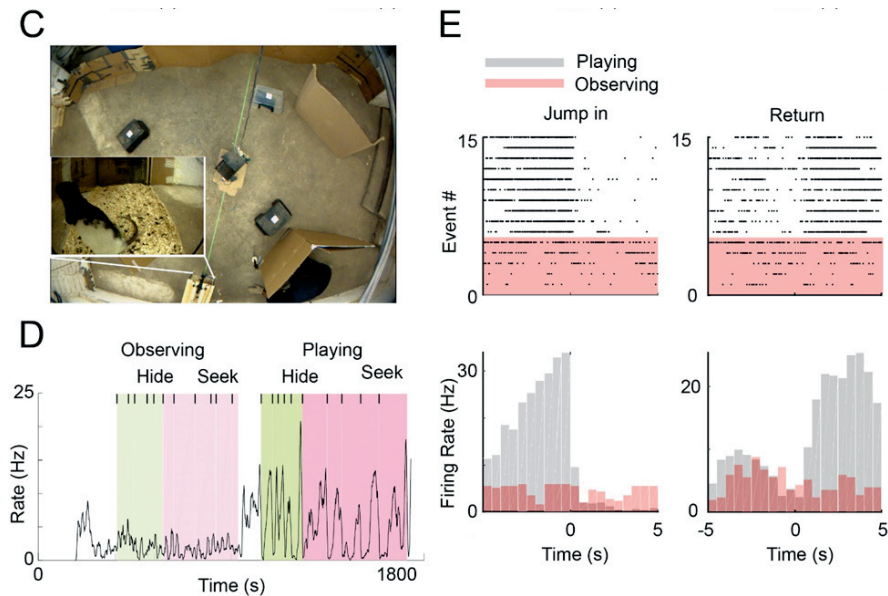 C
E
Playing
Observing
Jump in
Return
15
15
Event #
0
0
D
Observing
Playing
Hide
Seek
Hide
Seek
25
Rate (Hz)
0
0
1800
Time (s)
30
20
Firing Rate (Hz)
0
0
0
5
-5
0
5
Time (s)
Time (s)